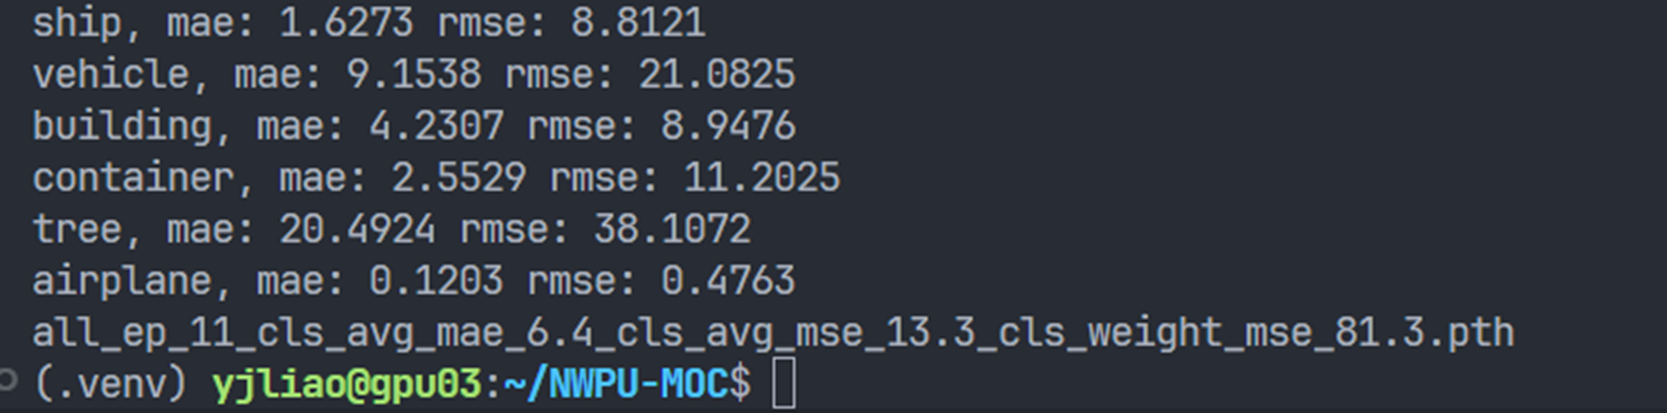 ship, mae: 1.6273 rmse: 8.8121
vehicle, mae: 9.1538 rmse: 21.0825
building, mae: 4.2307 rmse: 8.9476
container, mae: 2.5529 rmse: 11.2025
tree, mae: 20.4924 rmse: 38.1072
airplane, mae: 0.1203 rmse: 0.4763
all_ep_11_cls_avg_mae_6.4_cls_avg_mse_13.3_cls_weight_mse_81.3.pth
(.venv) yjliao@gpu03:~/NWPU-MOC$